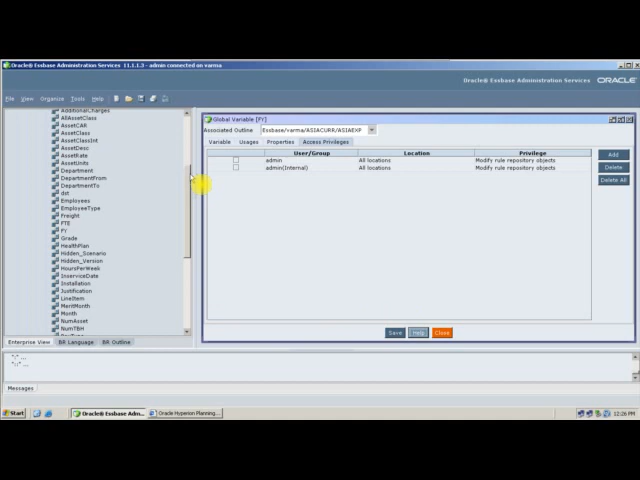 Oracle® Essbase Administration Services 11.1.1.3 - admin connected on varma
Oracle® Essbase Administration Services ORACLE
File View Organize Tools Help
AdditionalCharges
AllAssetClass
AssetCAR
AssetClass
AssetClassInt
AssetDesc
AssetRate
AssetUnits
Department
DepartmentFrom
DepartmentTo
dst
Employees
EmployeeType
Freight
FTE
FY
Grade
HealthPlan
Hidden_Scenario
Hidden_Version
HoursPerWeek
InserviceDate
Installation
Justification
LineItem
MeritMonth
Month
NumAsset
NumTBH
Enterprise View BR Language BR Outline
Global Variable [FY]
Associated Outline Essbase/varma/ASIACURR/ASIAEXP
Variable Usages Properties Access Privileges
User/Group Location Privilege
admin All locations Modify rule repository objects
admin(Internal) All locations Modify rule repository objects
Add
Delete
Delete All
Save Help Close
Messages
Start Oracle® Essbase Adm... Oracle Hyperion Planning... 12:26 PM